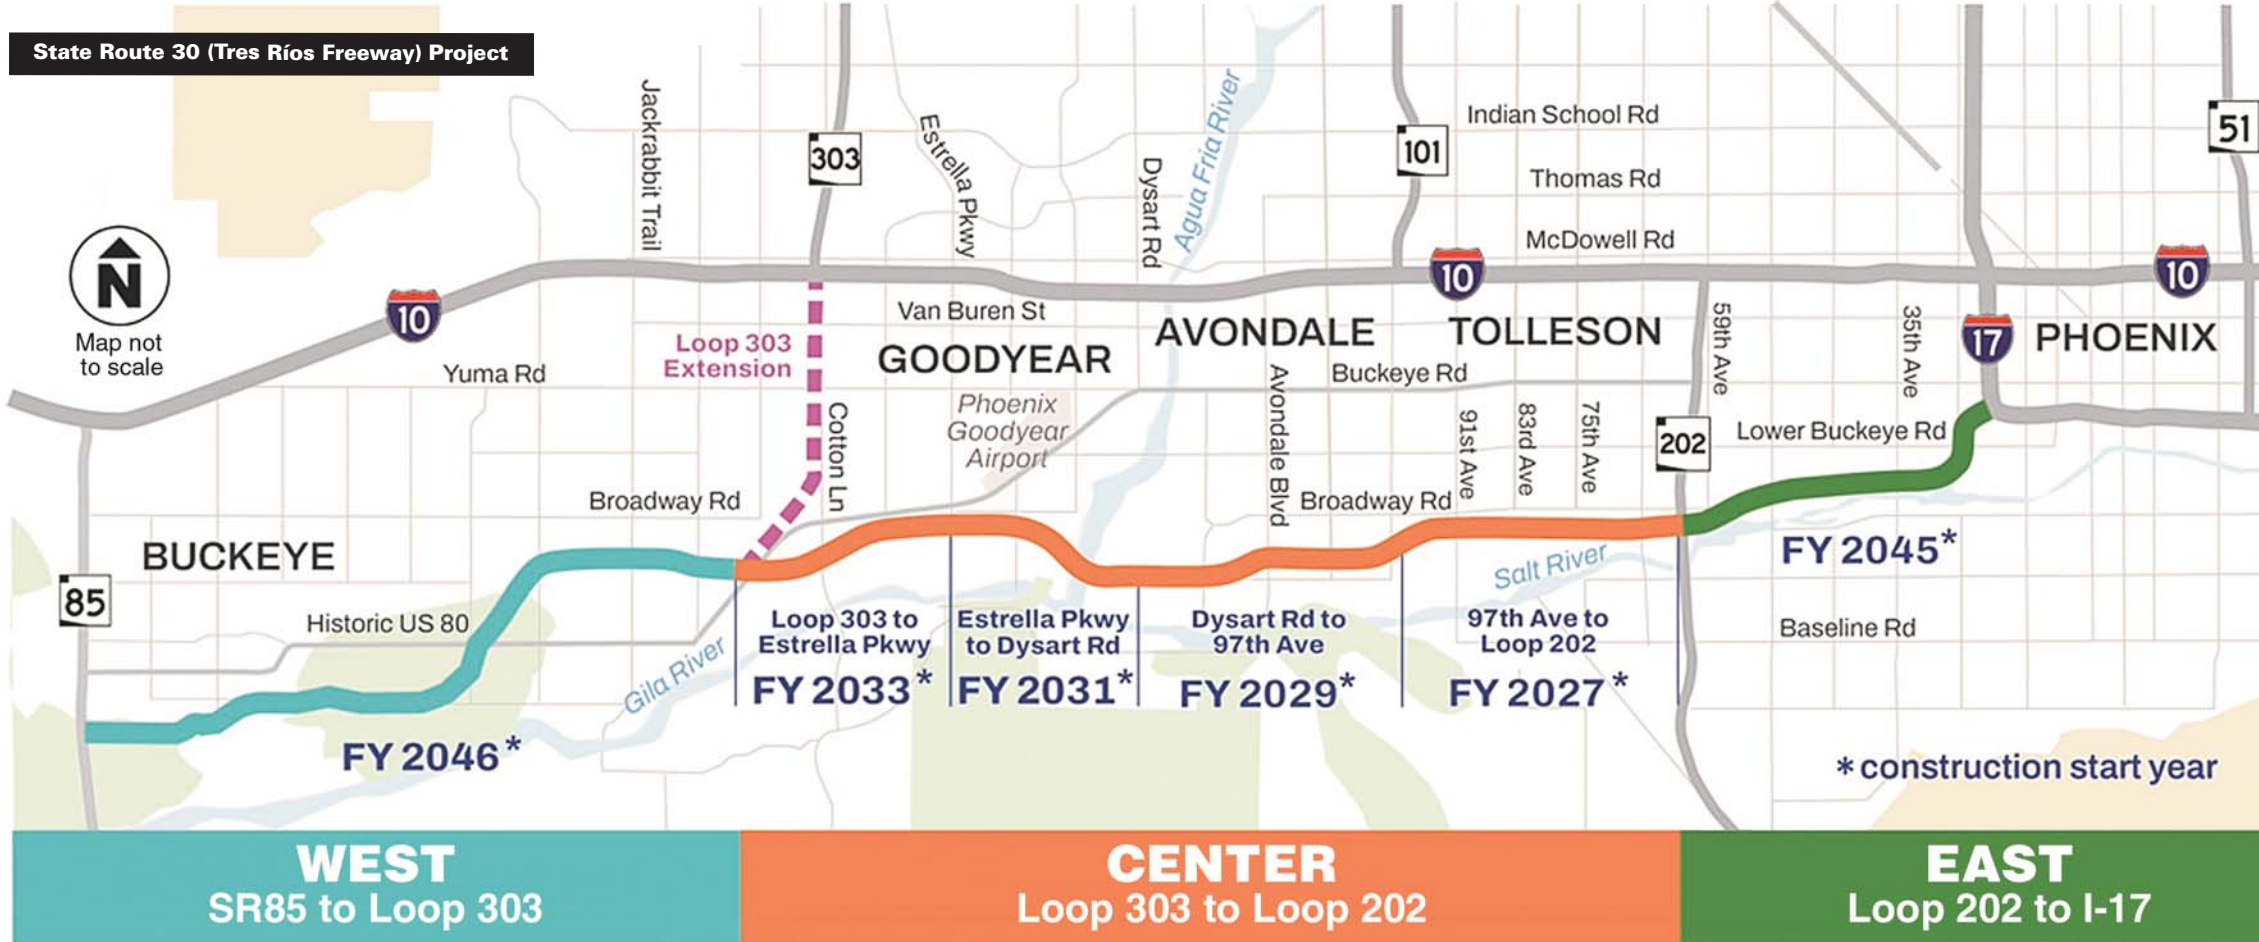 State Route 30 (Tres Ríos Freeway) Project
N
Map not
to scale
Jackrabbit Trail
303
Estrella Pkwy
Dysart Rd
Agua Fria River
101
Indian School Rd
Thomas Rd
McDowell Rd
51
10
10
10
17
Loop 303
Extension
Van Buren St
GOODYEAR
AVONDALE
TOLLESON
PHOENIX
59th Ave
35th Ave
Yuma Rd
Buckeye Rd
Phoenix
Goodyear
Airport
Cotton Ln
Avondale Blvd
91st Ave
83rd Ave
75th Ave
202
Lower Buckeye Rd
Broadway Rd
Broadway Rd
BUCKEYE
85
Historic US 80
Gila River
Salt River
Baseline Rd
FY 2046*
Loop 303 to
Estrella Pkwy
FY 2033*
Estrella Pkwy
to Dysart Rd
FY 2031*
Dysart Rd to
97th Ave
FY 2029*
97th Ave to
Loop 202
FY 2027*
FY 2045*
*construction start year
WEST
SR85 to Loop 303
CENTER
Loop 303 to Loop 202
EAST
Loop 202 to I-17